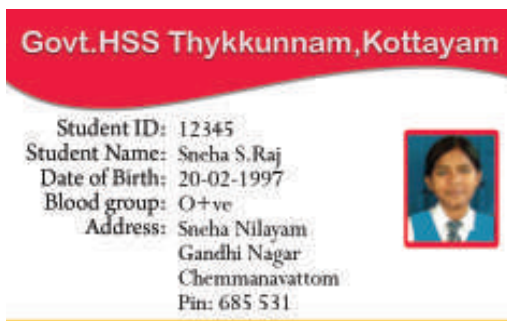 Govt.HSS Thykkunnam,Kottayam
Student ID: 12345
Student Name: Sneha S.Raj
Date of Birth: 20-02-1997
Blood group: O+ve
Address: Sneha Nilayam
Gandhi Nagar
Chemmanavattom
Pin: 685 531